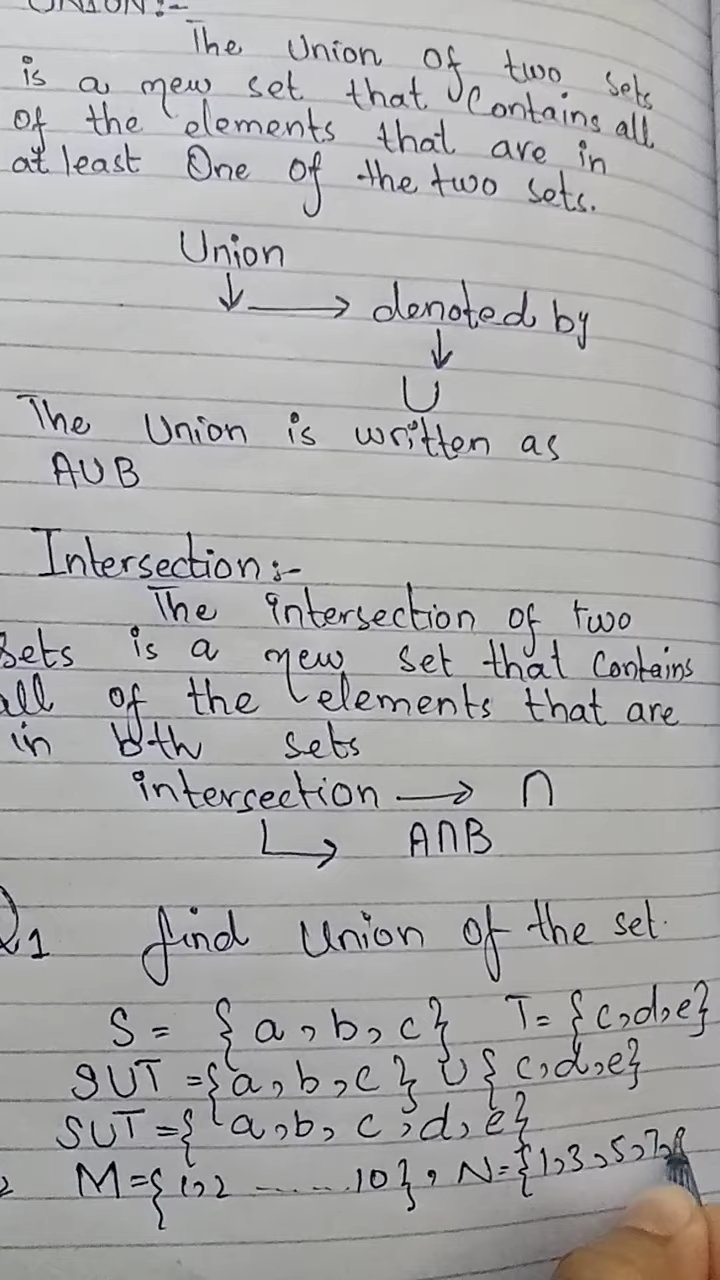 UNION:-
The Union of two sets
is a new set that Contains all
of the elements that are in
at least One of the two sets.
Union
↓ → denoted by
↓
∪
The Union is written as
A∪B
Intersection:-
The intersection of two
sets is a new set that Contains
all of the elements that are
in both sets
intersection → ∩
↳ A∩B
Q1 find Union of the set.
S = {a, b, c} T = {c, d, e}
S∪T = {a, b, c} ∪ {c, d, e}
S∪T = {a, b, c, d, e}
M = {1, 2 ...... 10}, N = {1, 3, 5, 7,